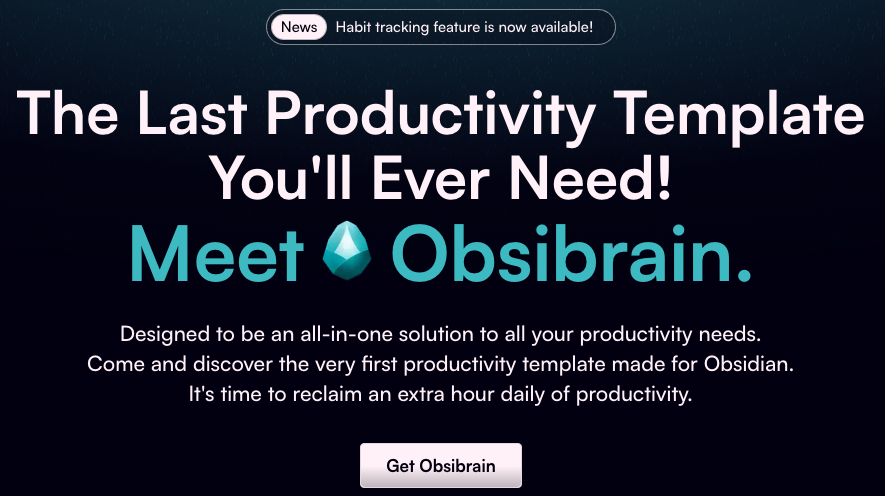 News Habit tracking feature is now available!
The Last Productivity Template
You'll Ever Need!
Meet Obsibrain.
Designed to be an all-in-one solution to all your productivity needs.
Come and discover the very first productivity template made for Obsidian.
It's time to reclaim an extra hour daily of productivity.
Get Obsibrain